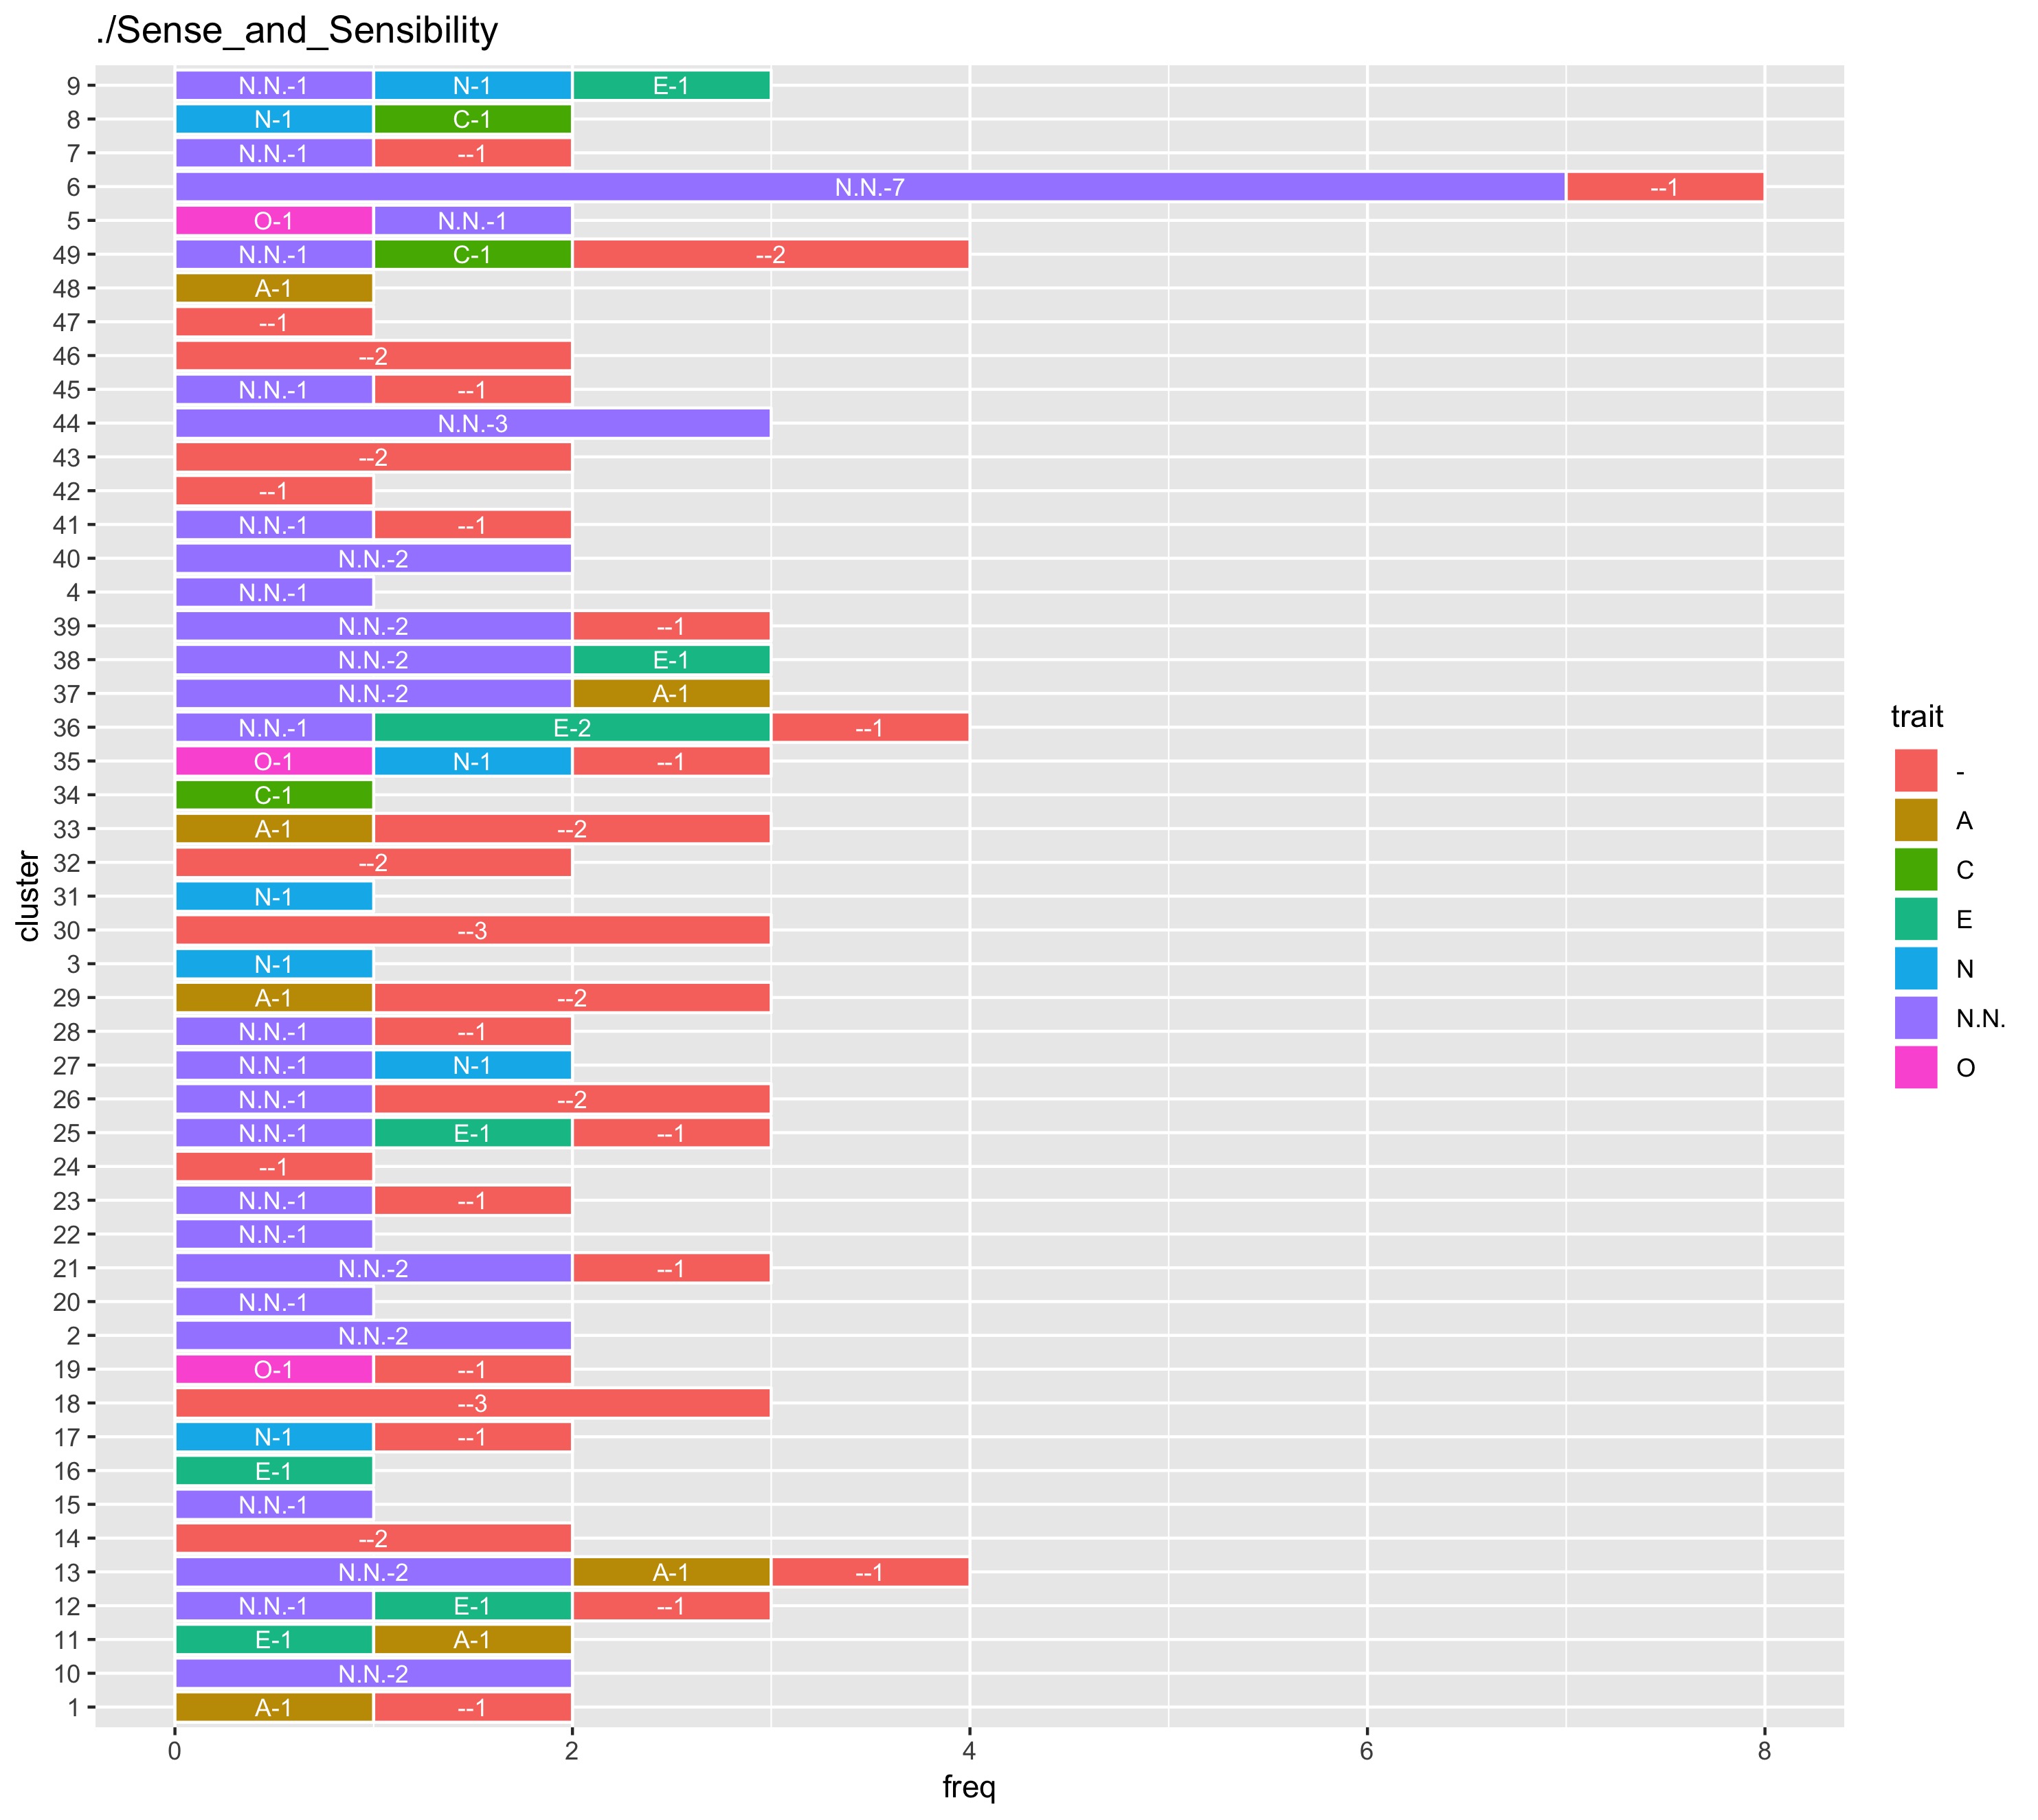 ./Sense_and_Sensibility
9 N.N.-1 N-1 E-1
8 N-1 C-1
7 N.N.-1 --1
6 N.N.-7 --1
5 O-1 N.N.-1
49 N.N.-1 C-1 --2
48 A-1
47 --1
46 --2
45 N.N.-1 --1
44 N.N.-3
43 --2
42 --1
41 N.N.-1 --1
40 N.N.-2
4 N.N.-1
39 N.N.-2 --1
38 N.N.-2 E-1
37 N.N.-2 A-1
36 N.N.-1 E-2 --1
35 O-1 N-1 --1
34 C-1
33 A-1 --2
32 --2
31 N-1
30 --3
3 N-1
29 A-1 --2
28 N.N.-1 --1
27 N.N.-1 N-1
26 N.N.-1 --2
25 N.N.-1 E-1 --1
24 --1
23 N.N.-1 --1
22 N.N.-1
21 N.N.-2 --1
20 N.N.-1
2 N.N.-2
19 O-1 --1
18 --3
17 N-1 --1
16 E-1
15 N.N.-1
14 --2
13 N.N.-2 A-1 --1
12 N.N.-1 E-1 --1
11 E-1 A-1
10 N.N.-2
1 A-1 --1
0 2 4 6 8
freq
cluster
trait
-
A
C
E
N
N.N.
O